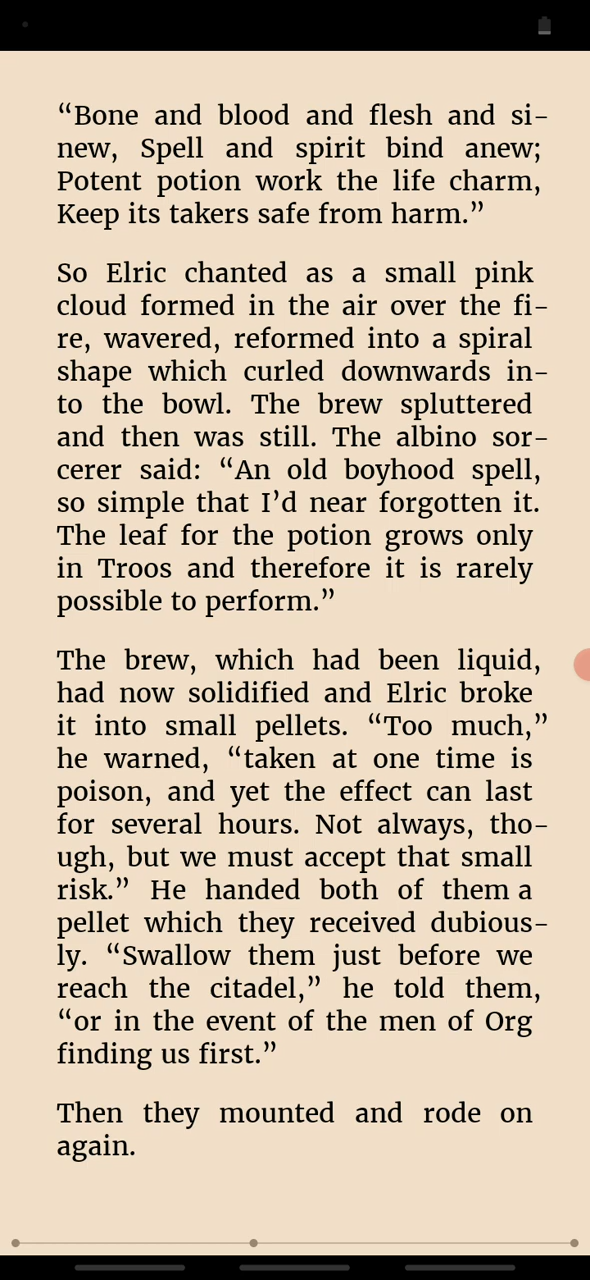 “Bone and blood and flesh and si-
new, Spell and spirit bind anew;
Potent potion work the life charm,
Keep its takers safe from harm.”
So Elric chanted as a small pink
cloud formed in the air over the fi-
re, wavered, reformed into a spiral
shape which curled downwards in-
to the bowl. The brew spluttered
and then was still. The albino sor-
cerer said: “An old boyhood spell,
so simple that I’d near forgotten it.
The leaf for the potion grows only
in Troos and therefore it is rarely
possible to perform.”
The brew, which had been liquid,
had now solidified and Elric broke
it into small pellets. “Too much,”
he warned, “taken at one time is
poison, and yet the effect can last
for several hours. Not always, tho-
ugh, but we must accept that small
risk.” He handed both of them a
pellet which they received dubious-
ly. “Swallow them just before we
reach the citadel,” he told them,
“or in the event of the men of Org
finding us first.”
Then they mounted and rode on
again.